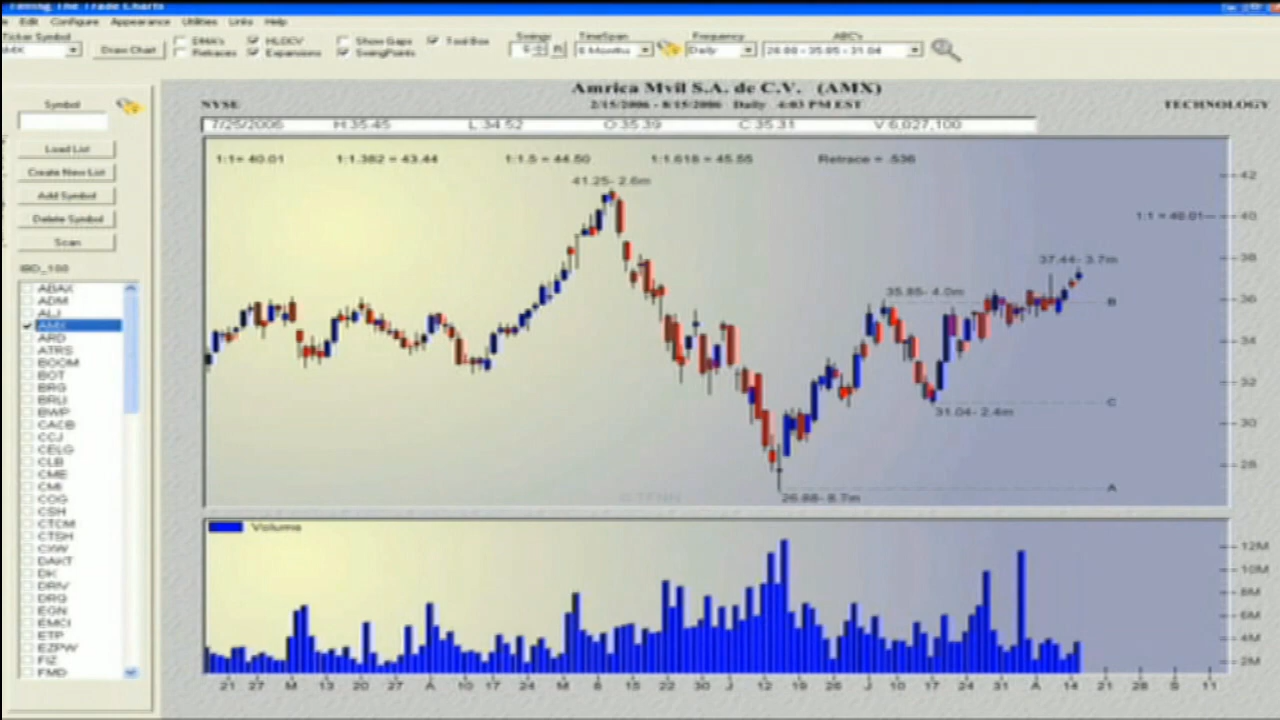 Timing The Trade Charts
Edit Configure Appearance Utilities Links Help
Ticker Symbol
AMX
Draw Chart
DMA's
Retraces
HLOCV
Expansions
Show Gaps
SwingPoints
Tool Box
Swings
TimeSpan
6 Months
Frequency
Daily
ABC's
26.88 - 35.85 - 31.04
Amrica Mvil S.A. de C.V. (AMX)
NYSE
2/15/2006 - 8/15/2006 Daily 4:03 PM EST
TECHNOLOGY
7/25/2006 H:35.45 L:34.52 O:35.39 C:35.31 V:6,027,100
1:1= 40.01 1:1.382 = 43.44 1:1.5 = 44.50 1:1.618 = 45.55 Retrace = .536
Symbol
Load List
Create New List
Add Symbol
Delete Symbol
Scan
IBD_100
ABAX
ADM
ALJ
AMX
ARD
ATRS
BOOM
BOT
BRG
BRLI
BWP
CACB
CCJ
CELG
CLB
CME
CMI
COG
CSH
CTCM
CTSH
CXW
DAKT
DK
DRIV
DRQ
EGN
EMCI
ETP
EZPW
FIZ
FMD
41.25- 2.6m
1:1 = 40.01
37.44- 3.7m
35.85- 4.0m
B
31.04- 2.4m
C
26.88- 8.7m
A
42
40
38
36
34
32
30
28
Volume
12M
10M
8M
6M
4M
2M
21 27 M 13 20 27 A 10 17 24 M 8 15 22 30 J 12 19 26 J 10 17 24 31 A 14 21 28 S 11